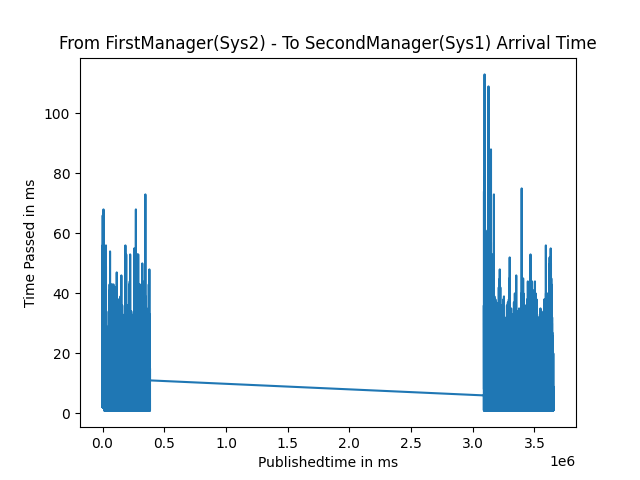 From FirstManager(Sys2) - To SecondManager(Sys1) Arrival Time
Time Passed in ms
100
80
60
40
20
0
0.0 0.5 1.0 1.5 2.0 2.5 3.0 3.5
1e6
Publishedtime in ms